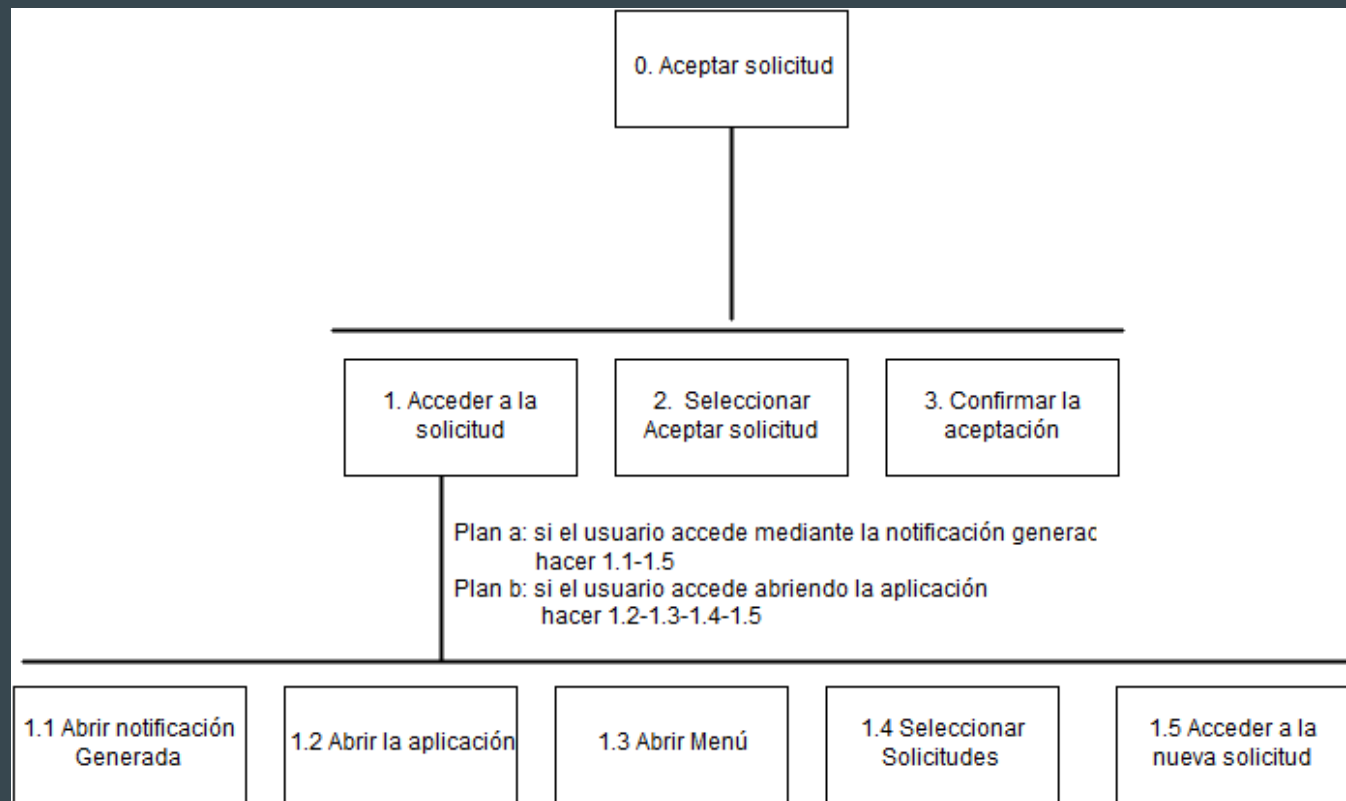 0. Aceptar solicitud
1. Acceder a la
solicitud
2. Seleccionar
Aceptar solicitud
3. Confirmar la
aceptación
Plan a: si el usuario accede mediante la notificación generac
hacer 1.1-1.5
Plan b: si el usuario accede abriendo la aplicación
hacer 1.2-1.3-1.4-1.5
1.1 Abrir notificación
Generada
1.2 Abrir la aplicación
1.3 Abrir Menú
1.4 Seleccionar
Solicitudes
1.5 Acceder a la
nueva solicitud